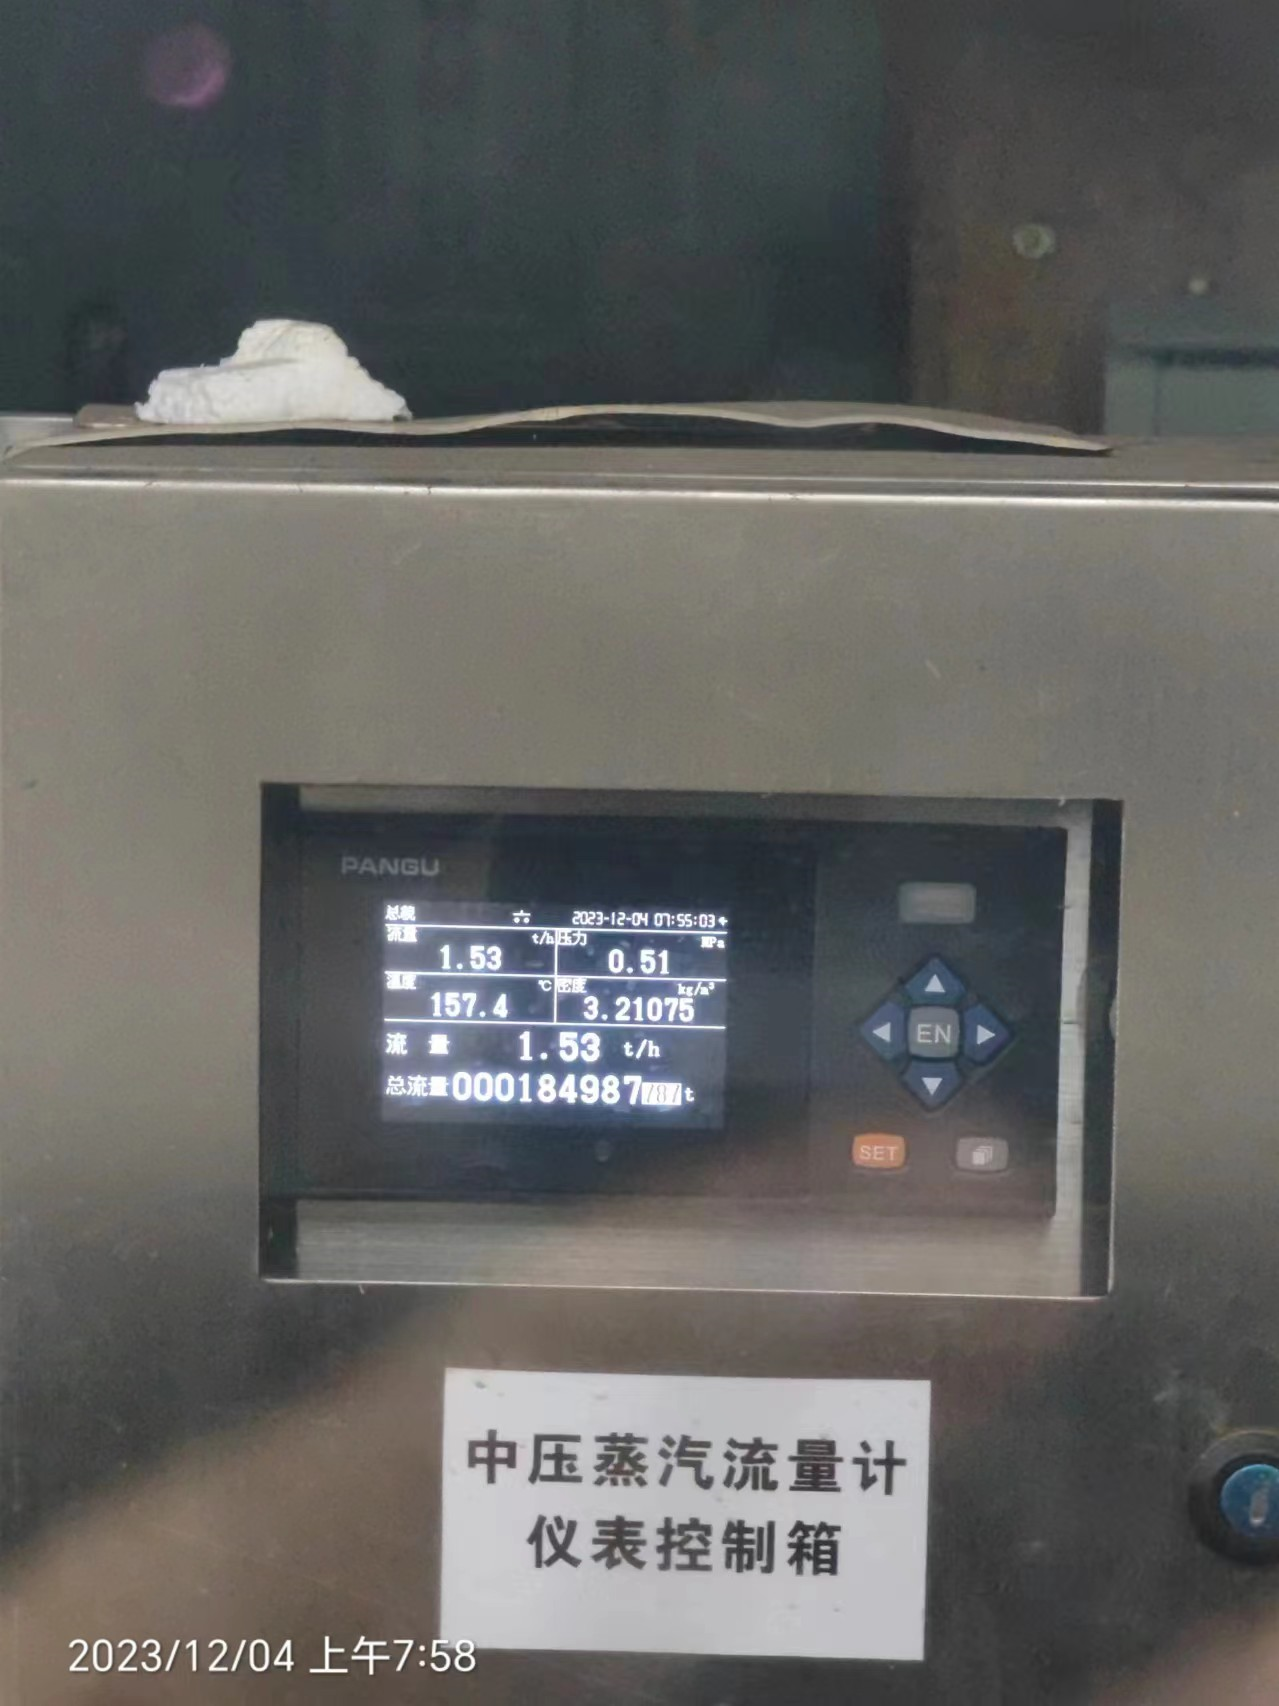 PANGU
总貌 2023-12-04 07:55:03
流量 t/h 压力 MPa
1.53 0.51
温度 ℃ 密度 kg/m³
157.4 3.21075
流 量 1.53 t/h
总流量 000184987 787 t
EN
SET
中压蒸汽流量计
仪表控制箱
2023/12/04 上午7:58